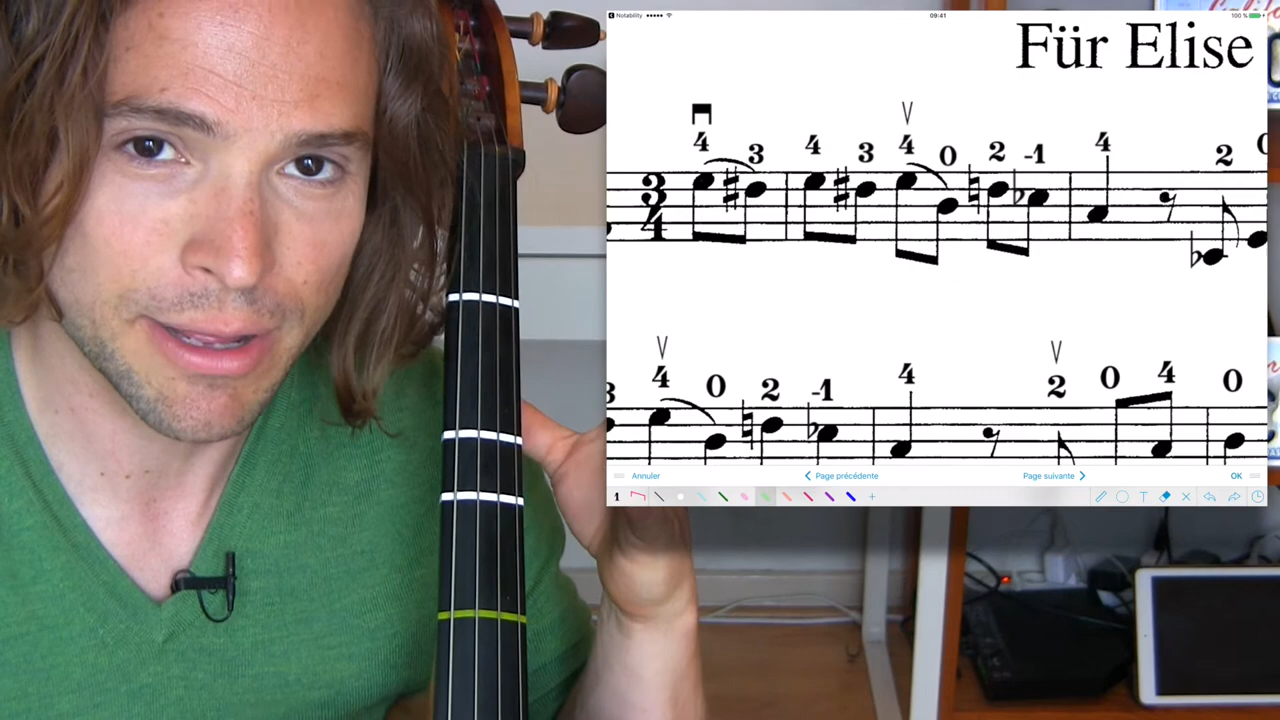 Notability 09:41 100 %
Für Elise
4 3 4 3 4 0 2 -1 4 2
3
4
4 0 2 -1 4 2 0 4 0
Annuler Page précédente Page suivante OK
1 T